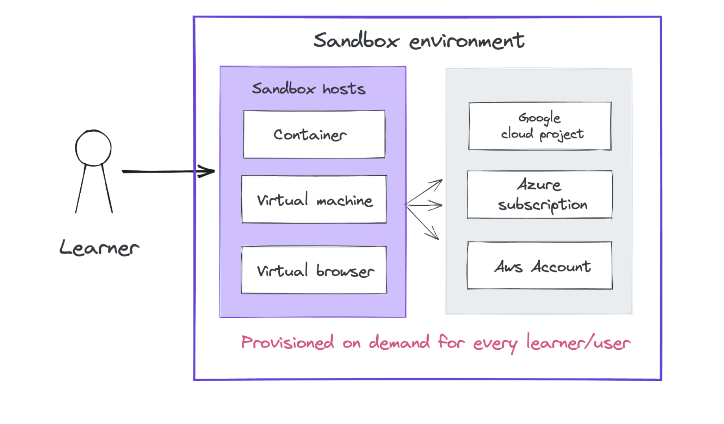 Sandbox environment
Sandbox hosts
Container
Virtual machine
Virtual browser
Google
cloud project
Azure
subscription
Aws Account
Learner
Provisioned on demand for every learner/user